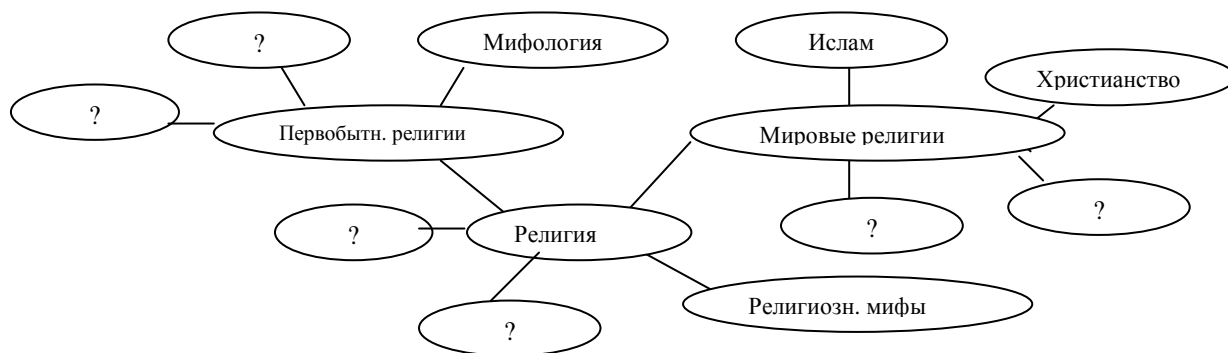 ?
Мифология
Ислам
Христианство
?
Первобытн. религии
Мировые религии
?
?
Религия
?
Религиозн. мифы
?